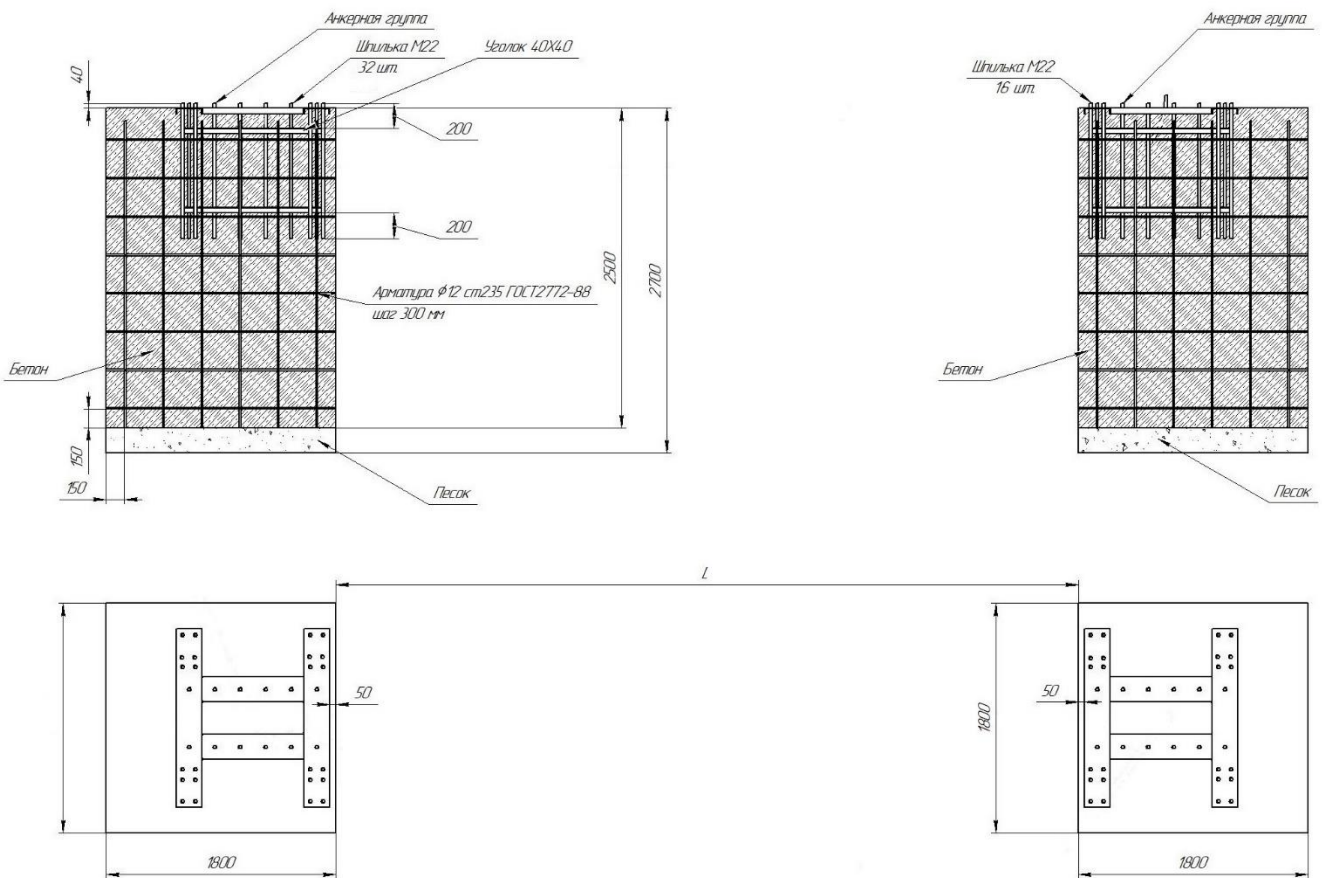 Анкерная группа
Шпилька М22
32 шт.
Уголок 40Х40
40
200
200
2500
2700
Арматура ϕ12 ст235 ГОСТ2772-88
шаг 300 мм
Бетон
150
150
Песок
Анкерная группа
Шпилька М22
16 шт.
Бетон
Песок
L
50
1800
50
1800
1800